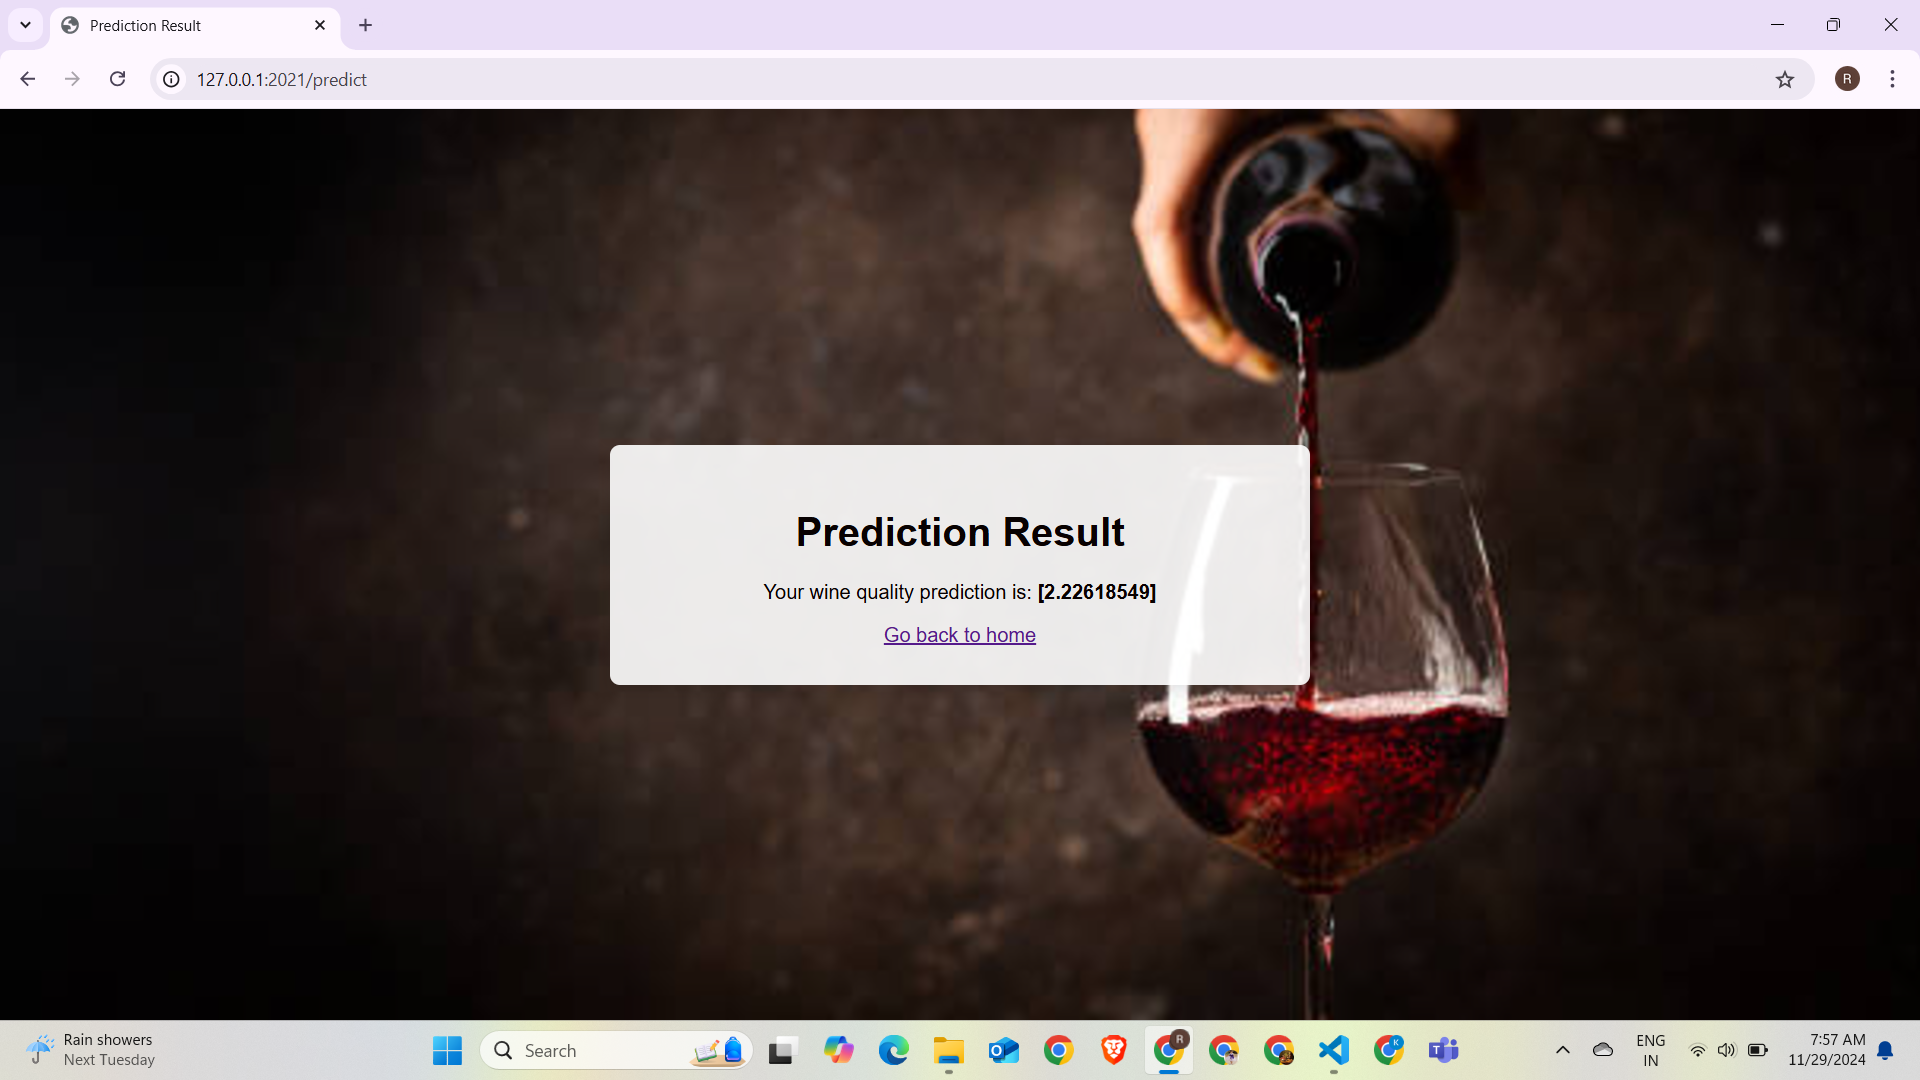 Prediction Result
127.0.0.1:2021/predict
R
Prediction Result
Your wine quality prediction is: [2.22618549]
Go back to home
Rain showers
Next Tuesday
Search
R
K
T
ENG
IN
7:57 AM
11/29/2024